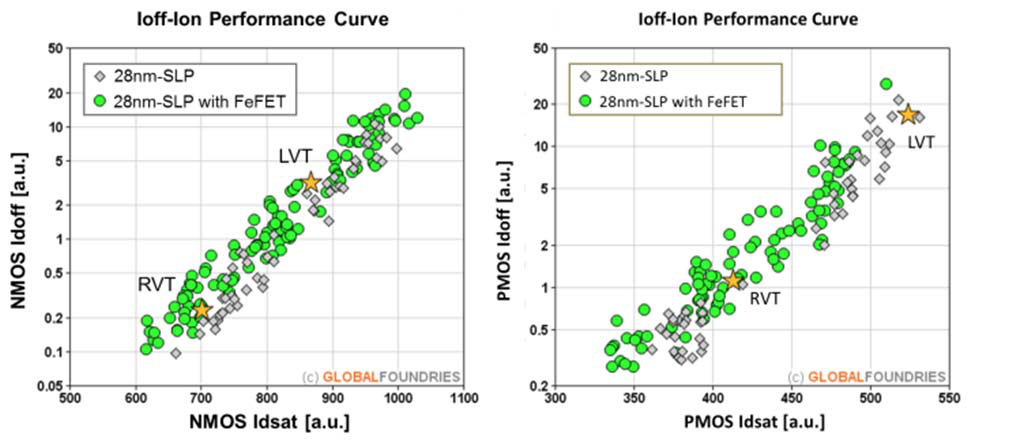 Ioff-Ion Performance Curve
50
20
10
5
2
1
0.5
0.2
0.1
0.05
NMOS Idoff [a.u.]
28nm-SLP
28nm-SLP with FeFET
LVT
RVT
(c) GLOBALFOUNDRIES
500
600
700
800
900
1000
1100
NMOS Idsat [a.u.]
Ioff-Ion Performance Curve
50
20
10
5
2
1
0.5
0.2
PMOS Idoff [a.u.]
28nm-SLP
28nm-SLP with FeFET
LVT
RVT
(c) GLOBALFOUNDRIES
300
350
400
450
500
550
PMOS Idsat [a.u.]